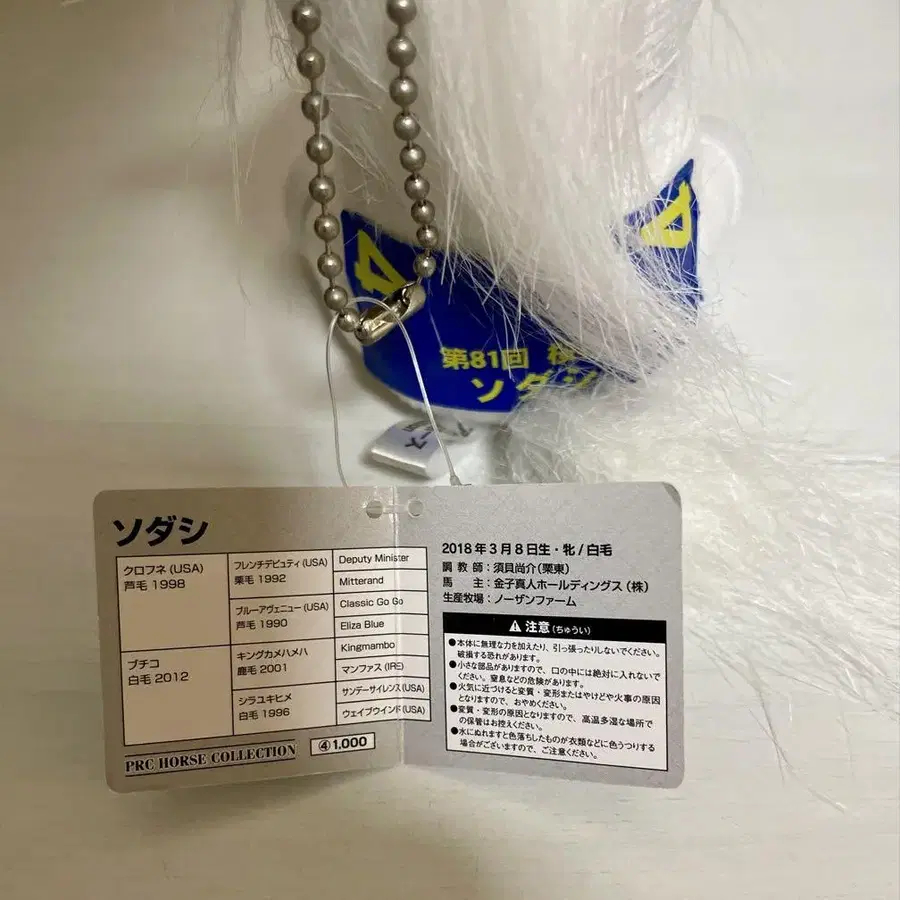 4
4
第81回
ソダシ
ソダシ
クロフネ (USA)
芦毛 1998
フレンチデピュティ (USA)
栗毛 1992
Deputy Minister
Mitterand
ブルーアヴェニュー (USA)
芦毛 1990
Classic Go Go
Eliza Blue
ブチコ
白毛 2012
キングカメハメハ
鹿毛 2001
Kingmambo
マンファス (IRE)
シラユキヒメ
白毛 1996
サンデーサイレンス (USA)
ウェイブウインド (USA)
PRC HORSE COLLECTION
④1.000
2018年3月8日生・牝/白毛
調教師:須貝尚介(栗東)
馬主:金子真人ホールディングス(株)
生産牧場:ノーザンファーム
注意(ちゅうい)
●本体に無理な力を加えたり、引っ張ったりしないでください。
破損する恐れがあります。
●小さな部品がありますので、口の中には絶対に入れないで
ください。窒息などの危険があります。
●火気に近づけると変質・変形またはやけどや火事の原因
となりますので、おやめください。
●変質・変形の原因となりますので、高温多湿な場所で
の保管はお控えください。
●水にぬれますと色落ちしたものが衣類などに色うつりする
場合がございますので、ご注意ください。